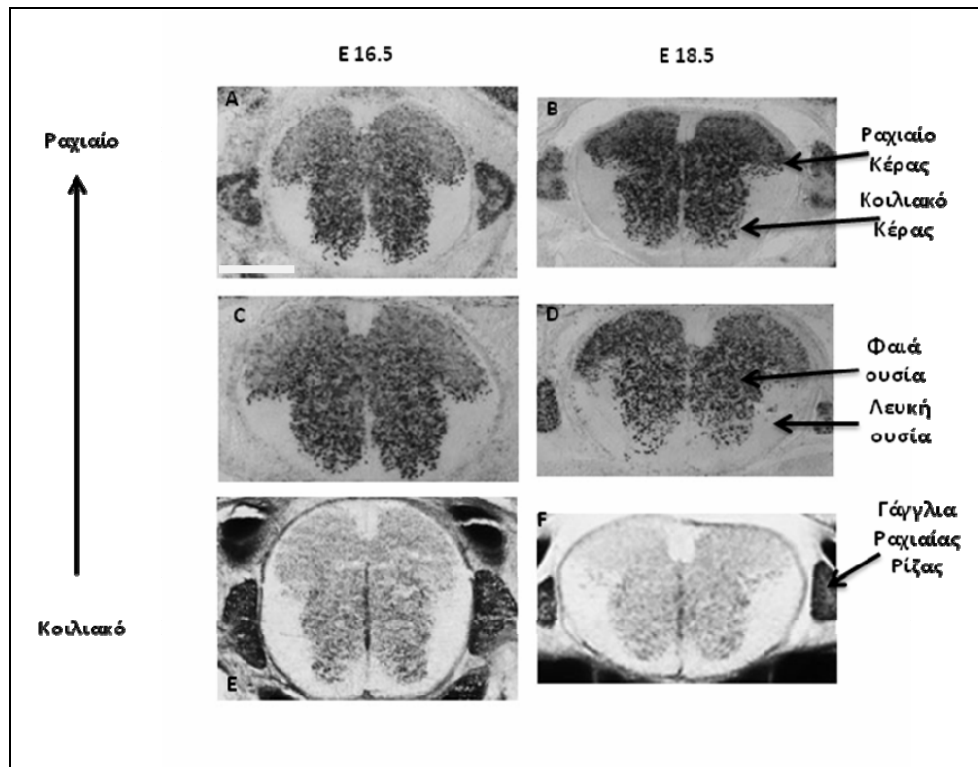 E 16.5
E 18.5
A
B
Ραχιαίο
Ραχιαίο
Κέρας
Κοιλιακό
Κέρας
C
D
Φαιά
ουσία
Λευκή
ουσία
E
F
Γάγγλια
Ραχιαίας
Ρίζας
Κοιλιακό